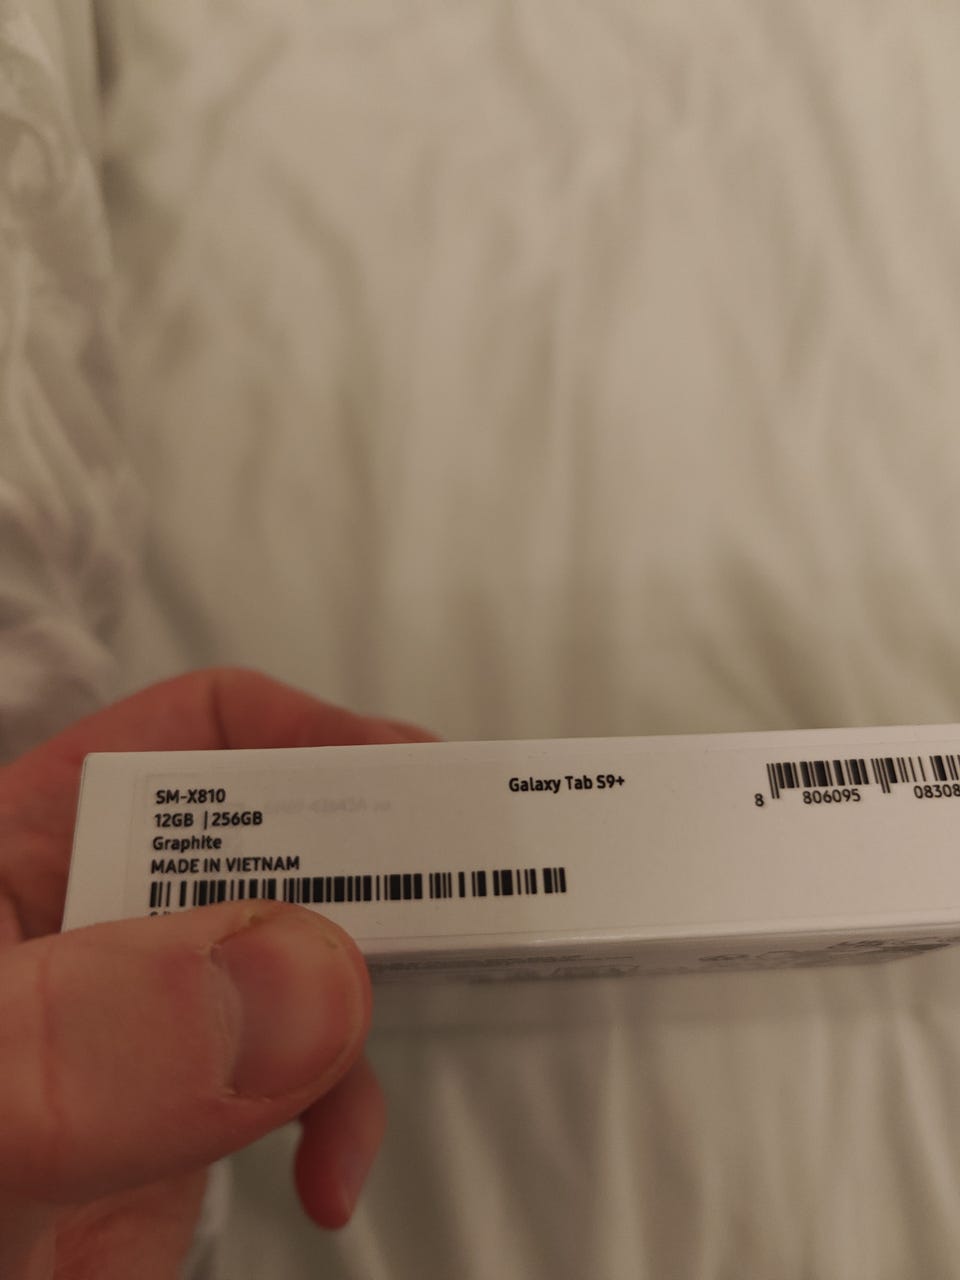 SM-X810
12GB | 256GB
Graphite
MADE IN VIETNAM
Galaxy Tab S9+
8 806095 08308